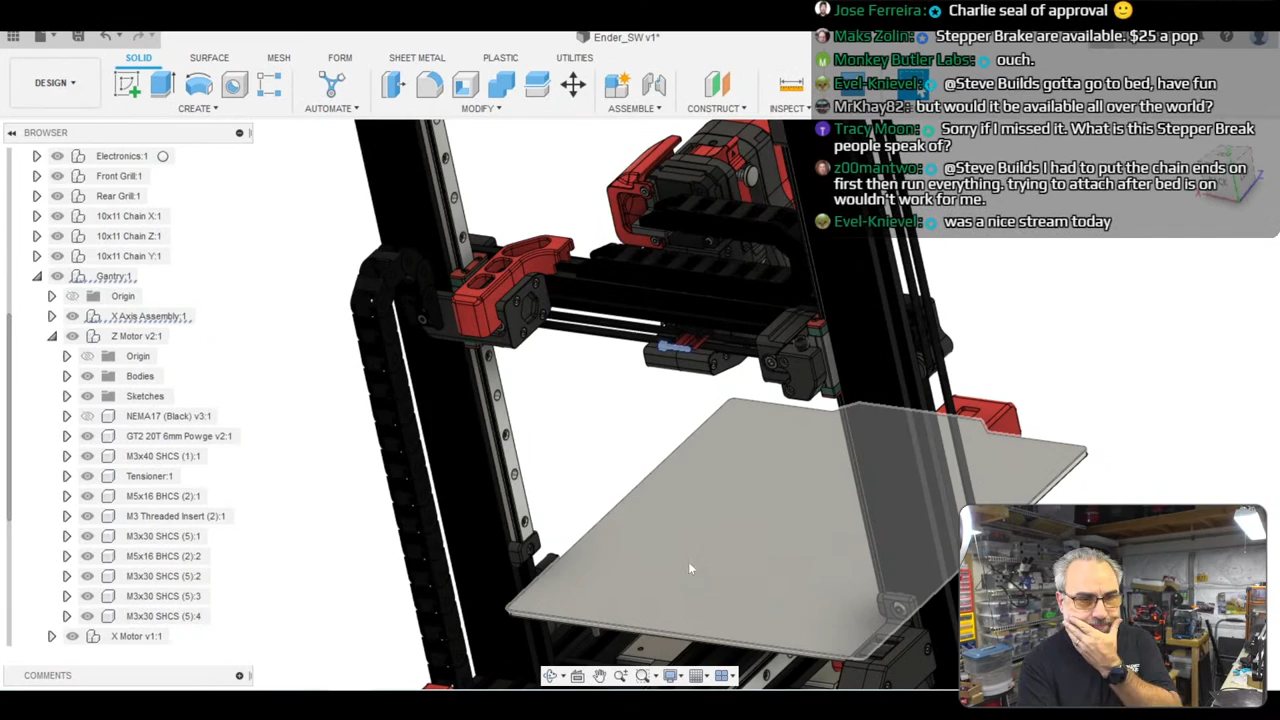 Jose Ferreira: Charlie seal of approval 🙂
Ender_SW v1*
Maks Zolin: Stepper Brake are available. $25 a pop
SOLID SURFACE MESH FORM SHEET METAL PLASTIC UTILITIES
Monkey Butler Labs: ouch.
DESIGN
Evel-Knievel: @Steve Builds gotta go to bed, have fun
CREATE AUTOMATE MODIFY ASSEMBLE CONSTRUCT INSPECT
MrKhay82: but would it be available all over the world?
BROWSER
Tracy Moon: Sorry if I missed it. What is this Stepper Break
people speak of?
Electronics:1
z00mantwo: @Steve Builds I had to put the chain ends on
first then run everything. trying to attach after bed is on
wouldn't work for me.
Front Grill:1
Rear Grill:1
10x11 Chain X:1
Evel-Knievel: was a nice stream today
10x11 Chain Z:1
10x11 Chain Y:1
Gantry:1
Origin
X Axis Assembly:1
Z Motor v2:1
Origin
Bodies
Sketches
NEMA17 (Black) v3:1
GT2 20T 6mm Powge v2:1
M3x40 SHCS (1):1
Tensioner:1
M5x16 BHCS (2):1
M3 Threaded Insert (2):1
M3x30 SHCS (5):1
M5x16 BHCS (2):2
M3x30 SHCS (5):2
M3x30 SHCS (5):3
M3x30 SHCS (5):4
X Motor v1:1
COMMENTS